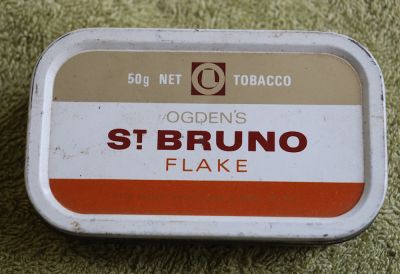 50g NET TOBACCO
OGDEN'S
ST BRUNO
FLAKE